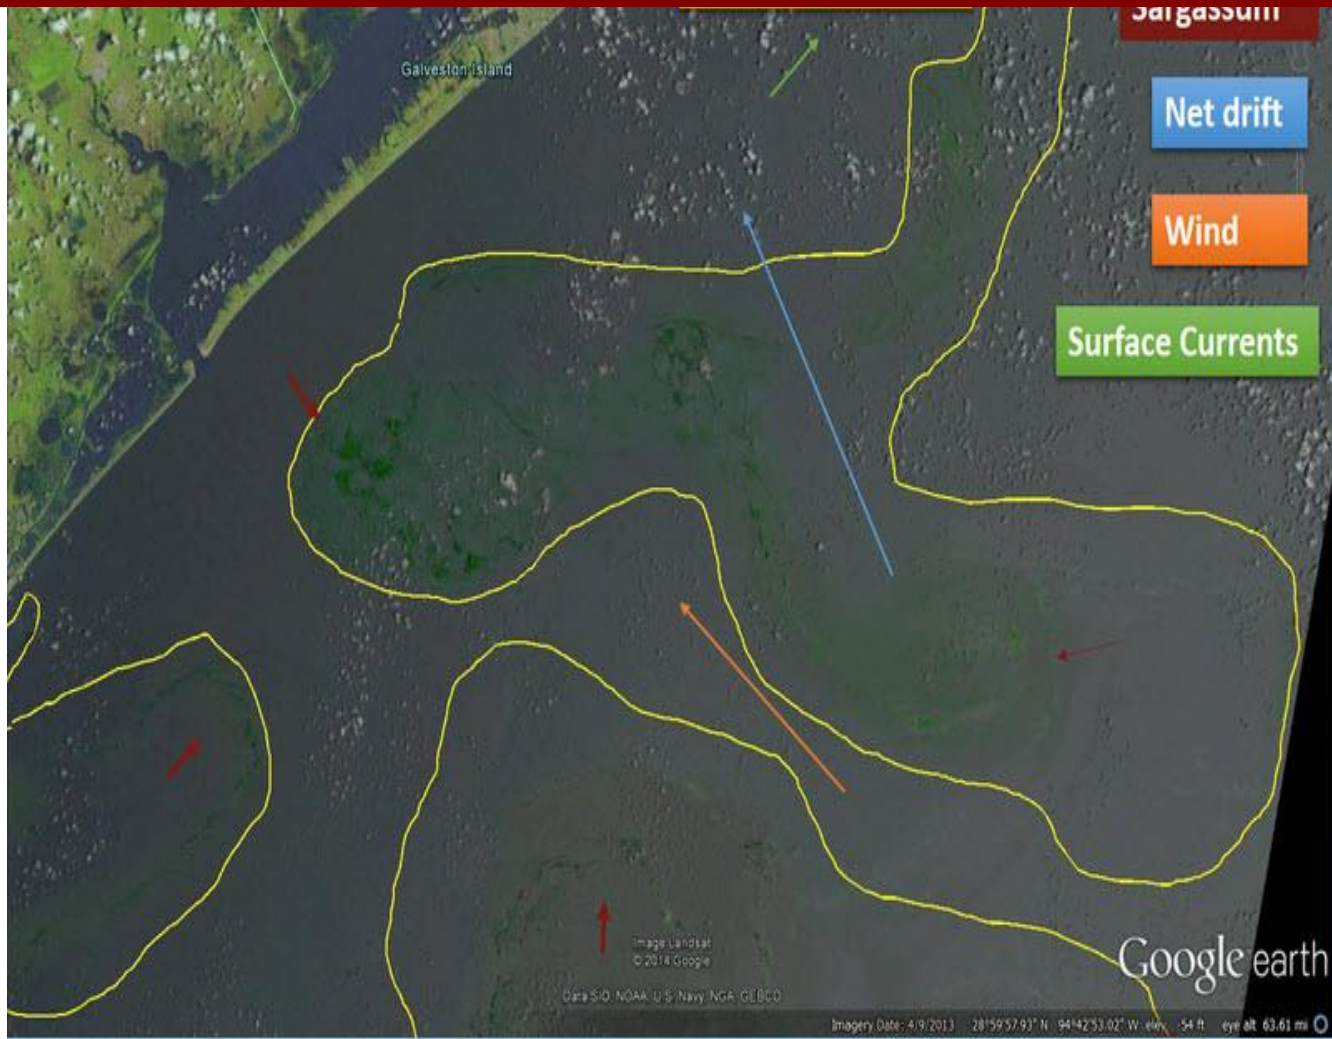 Sargassum
Galveston Island
Net drift
Wind
Surface Currents
Image Landsat
© 2014 Google
Data SIO, NOAA, U.S. Navy, NGA, GEBCO
Google earth
Imagery Date: 4/9/2013 28°59'57.93" N 94°42'53.02" W elev -54 ft eye alt 63.61 mi